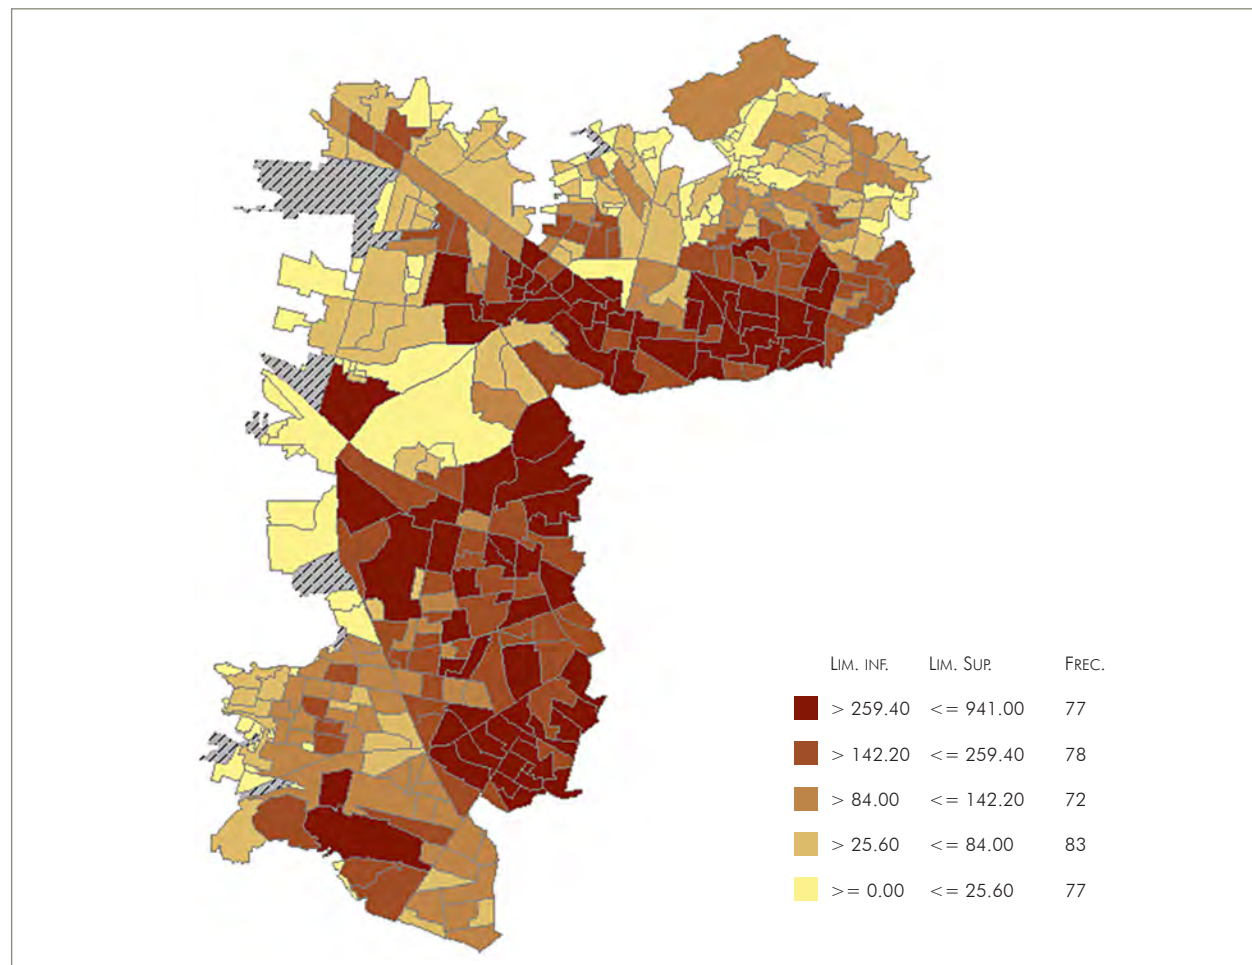 LIM. INF. LIM. SUP. FREC.
> 259.40 <= 941.00 77
> 142.20 <= 259.40 78
> 84.00 <= 142.20 72
> 25.60 <= 84.00 83
>= 0.00 <= 25.60 77